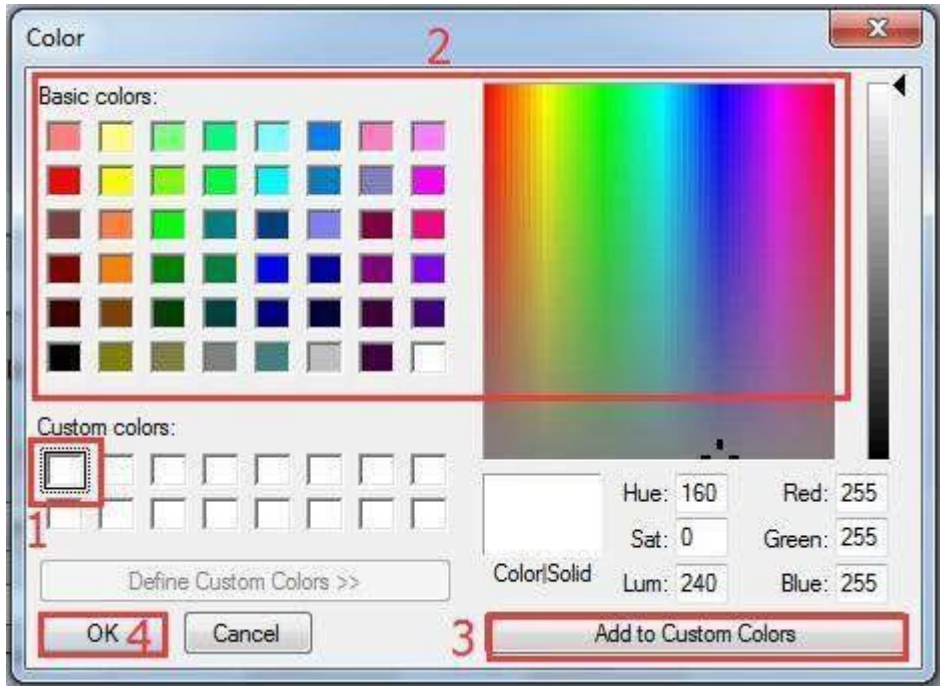 Color
x
2
Basic colors:
Custom colors:
1
Hue: 160 Red: 255
Sat: 0 Green: 255
Color|Solid Lum: 240 Blue: 255
Define Custom Colors >>
OK 4 Cancel 3 Add to Custom Colors